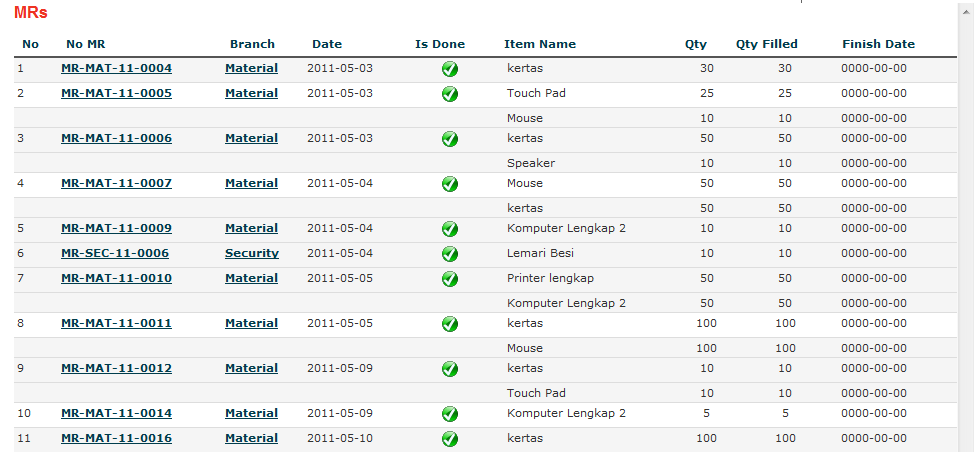 MRs
No No MR Branch Date Is Done Item Name Qty Qty Filled Finish Date
1 MR-MAT-11-0004 Material 2011-05-03 kertas 30 30 0000-00-00
2 MR-MAT-11-0005 Material 2011-05-03 Touch Pad 25 25 0000-00-00
Mouse 10 10 0000-00-00
3 MR-MAT-11-0006 Material 2011-05-03 kertas 50 50 0000-00-00
Speaker 10 10 0000-00-00
4 MR-MAT-11-0007 Material 2011-05-04 Mouse 50 50 0000-00-00
kertas 50 50 0000-00-00
5 MR-MAT-11-0009 Material 2011-05-04 Komputer Lengkap 2 10 10 0000-00-00
6 MR-SEC-11-0006 Security 2011-05-04 Lemari Besi 10 10 0000-00-00
7 MR-MAT-11-0010 Material 2011-05-05 Printer lengkap 50 50 0000-00-00
Komputer Lengkap 2 50 50 0000-00-00
8 MR-MAT-11-0011 Material 2011-05-05 kertas 100 100 0000-00-00
Mouse 100 100 0000-00-00
9 MR-MAT-11-0012 Material 2011-05-09 kertas 10 10 0000-00-00
Touch Pad 10 10 0000-00-00
10 MR-MAT-11-0014 Material 2011-05-09 Komputer Lengkap 2 5 5 0000-00-00
11 MR-MAT-11-0016 Material 2011-05-10 kertas 100 100 0000-00-00